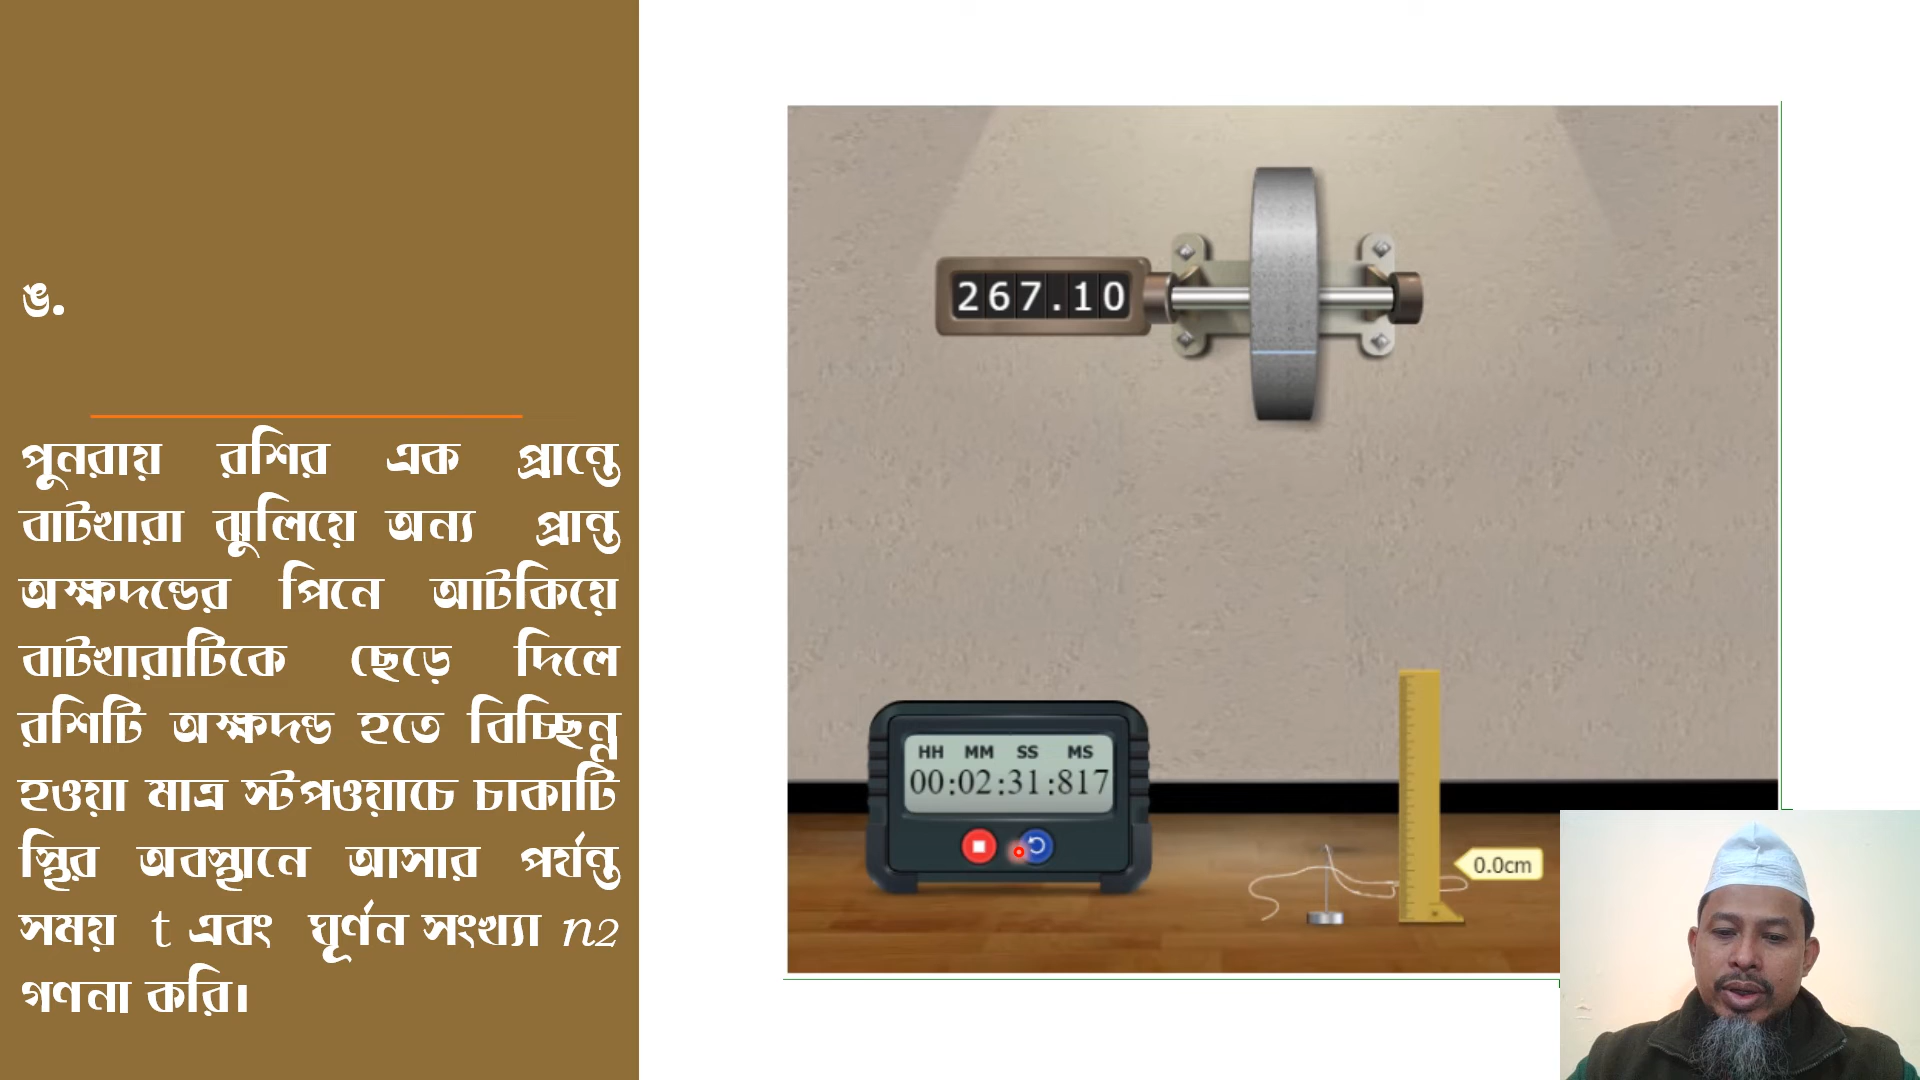 ঙ.
পুনরায় রশির এক প্রান্তে
বাটখারা ঝুলিয়ে অন্য প্রান্ত
অক্ষদন্ডের পিনে আটকিয়ে
বাটখারাটিকে ছেড়ে দিলে
রশিটি অক্ষদন্ড হতে বিচ্ছিন্ন
হওয়া মাত্র স্টপওয়াচে চাকাটি
স্থির অবস্থানে আসার পর্যন্ত
সময় t এবং ঘূর্ণন সংখ্যা n2
গণনা করি।
267.10
HH MM SS MS
00:02:31:817
0.0cm